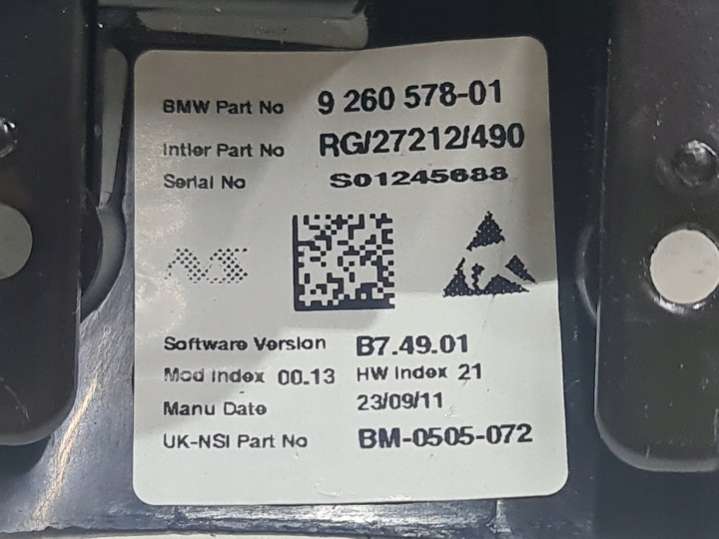 BMW Part No 9 260 578-01
Intier Part No RG/27212/490
Serial No S01245688
NS
Software Version B7.49.01
Mod Index 00.13 HW Index 21
Manu Date 23/09/11
UK-NSI Part No BM-0505-072